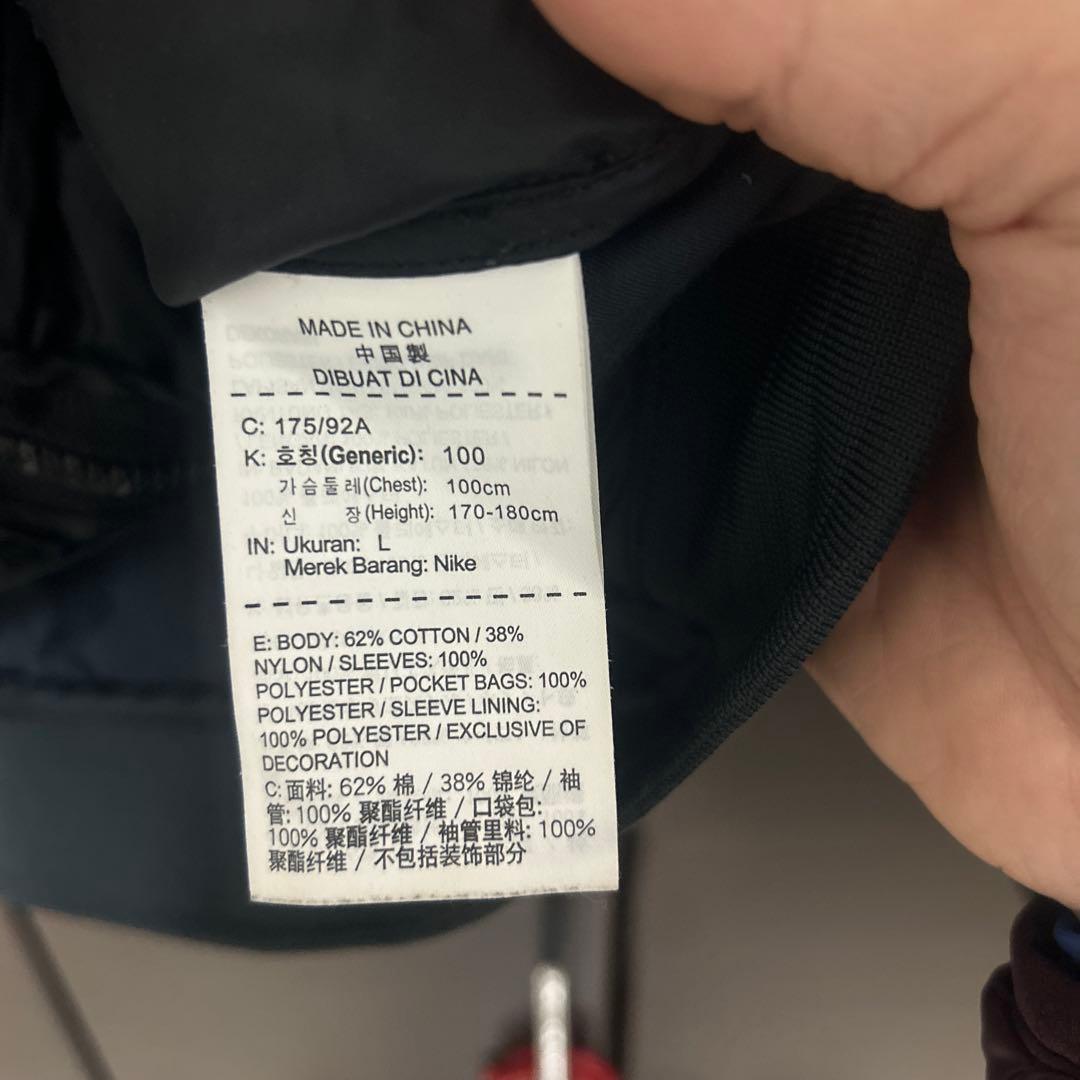 MADE IN CHINA
中国製
DIBUAT DI CINA
C: 175/92A
K: 호칭(Generic): 100
가슴둘레(Chest): 100cm
신 장(Height): 170-180cm
IN: Ukuran: L
Merek Barang: Nike
E: BODY: 62% COTTON / 38%
NYLON / SLEEVES: 100%
POLYESTER / POCKET BAGS: 100%
POLYESTER / SLEEVE LINING:
100% POLYESTER / EXCLUSIVE OF
DECORATION
C:面料: 62% 棉 / 38% 锦纶 / 袖
管: 100% 聚酯纤维 / 口袋包:
100% 聚酯纤维 / 袖管里料: 100%
聚酯纤维 / 不包括装饰部分